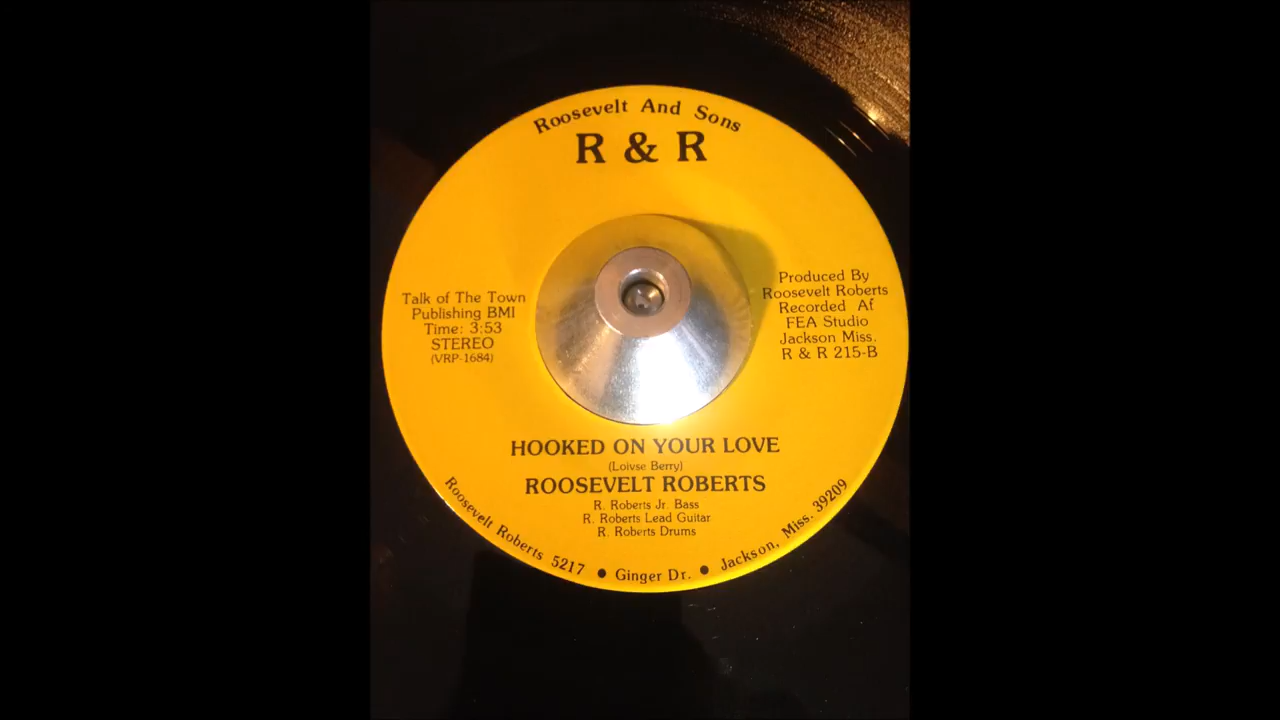 Roosevelt And Sons
R & R
Talk of The Town
Publishing BMI
Time: 3:53
STEREO
(VRP-1684)
Produced By
Roosevelt Roberts
Recorded Af
FEA Studio
Jackson Miss.
R & R 215-B
HOOKED ON YOUR LOVE
(Loivse Berry)
ROOSEVELT ROBERTS
R. Roberts Jr. Bass
R. Roberts Lead Guitar
R. Roberts Drums
Roosevelt Roberts 5217 • Ginger Dr. • Jackson, Miss. 39209